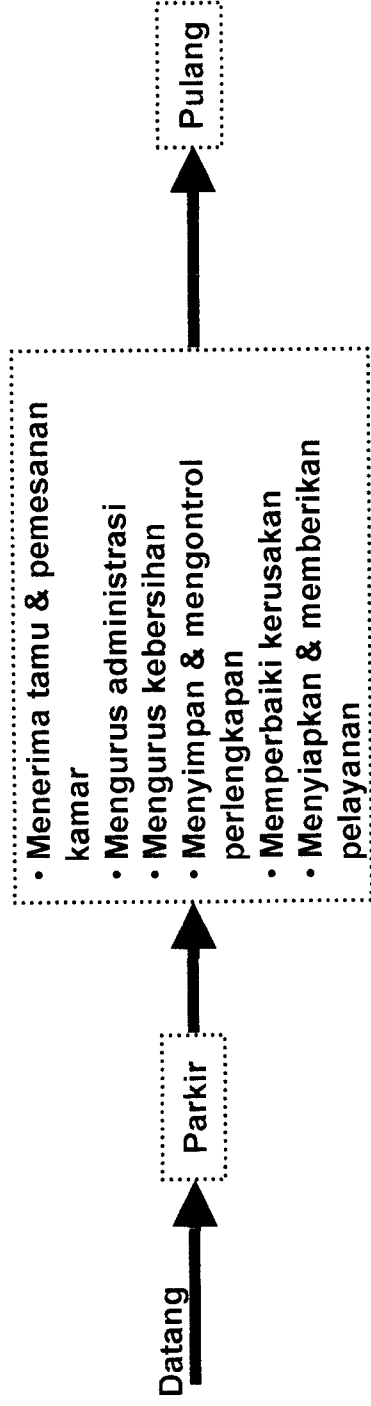 Datang
Parkir
• Menerima tamu & pemesanan
kamar
• Mengurus administrasi
• Mengurus kebersihan
• Menyimpan & mengontrol
perlengkapan
• Memperbaiki kerusakan
• Menyiapkan & memberikan
pelayanan
Pulang